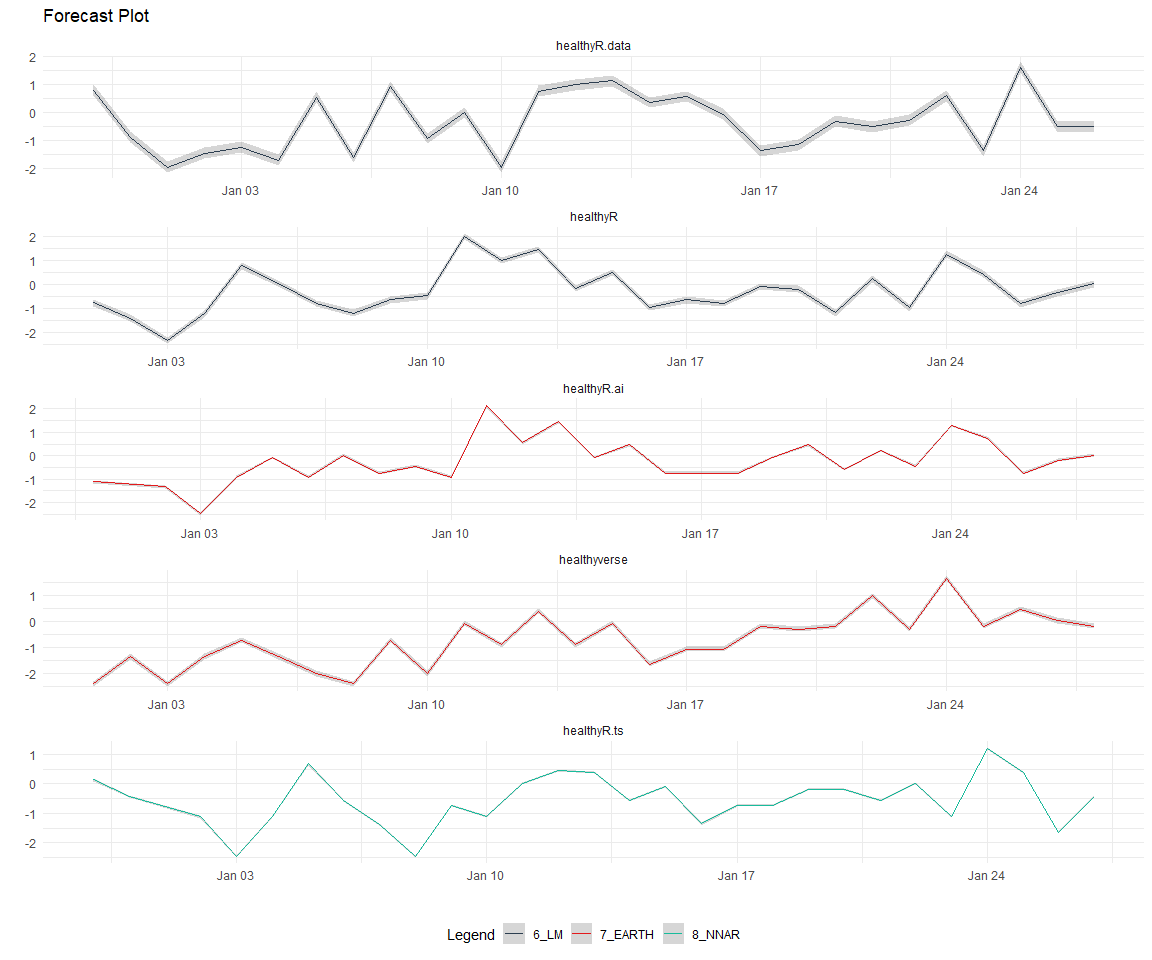 Forecast Plot
healthyR.data
2
1
0
-1
-2
Jan 03 Jan 10 Jan 17 Jan 24
healthyR
2
1
0
-1
-2
Jan 03 Jan 10 Jan 17 Jan 24
healthyR.ai
2
1
0
-1
-2
Jan 03 Jan 10 Jan 17 Jan 24
healthyverse
1
0
-1
-2
Jan 03 Jan 10 Jan 17 Jan 24
healthyR.ts
1
0
-1
-2
Jan 03 Jan 10 Jan 17 Jan 24
Legend 6_LM 7_EARTH 8_NNAR